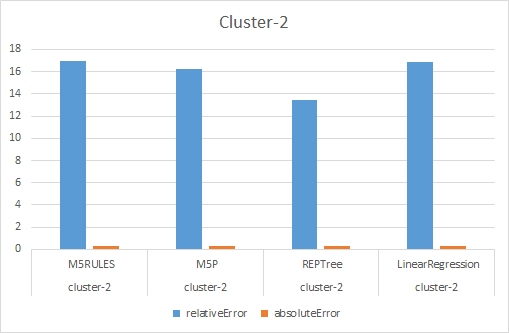 Cluster-2
18
16
14
12
10
8
6
4
2
0
M5RULES M5P REPTree LinearRegression
cluster-2 cluster-2 cluster-2 cluster-2
relativeError absoluteError